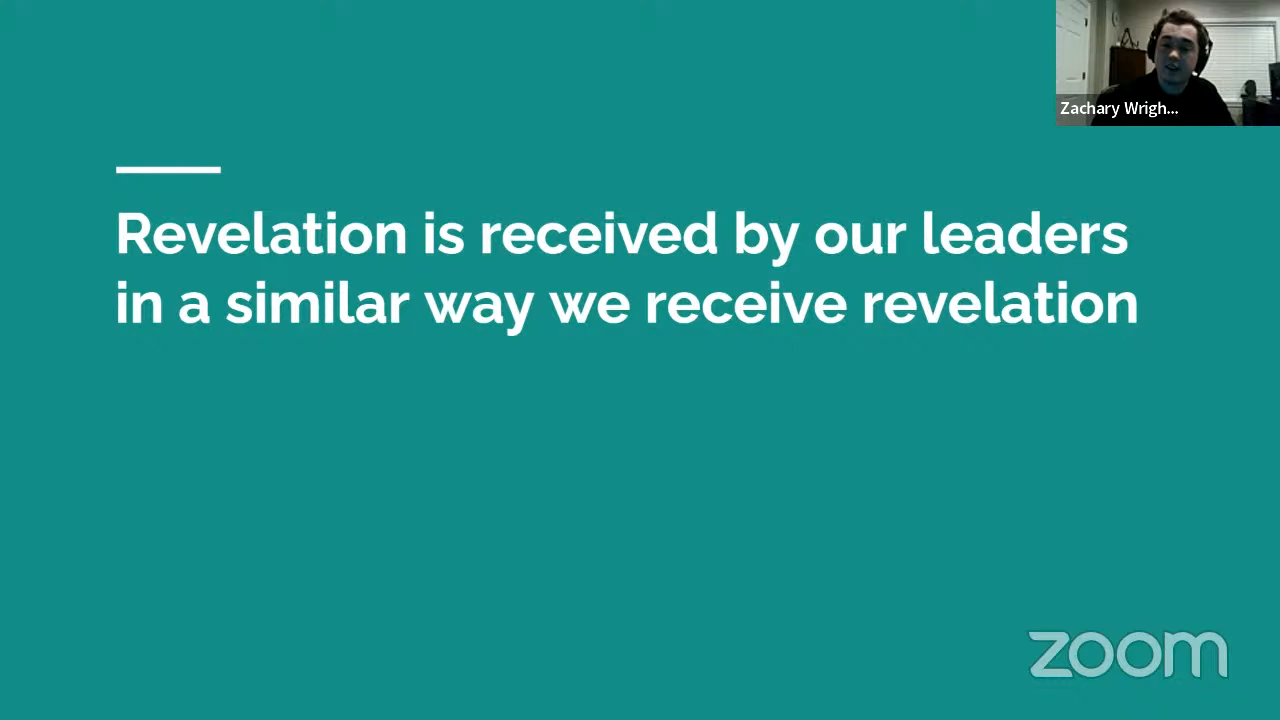 Zachary Wrigh...
Revelation is received by our leaders
in a similar way we receive revelation
zoom